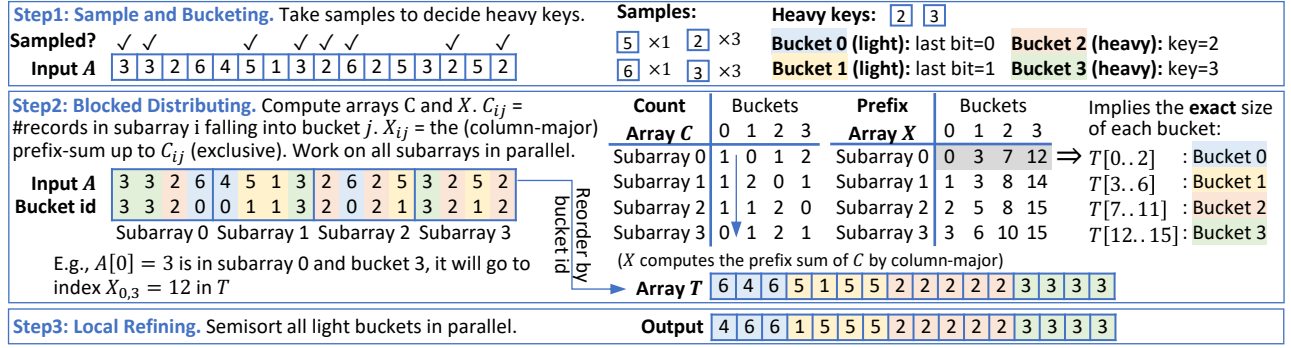 Step1: Sample and Bucketing. Take samples to decide heavy keys.
Sampled? ✓ ✓ ✓ ✓ ✓ ✓ ✓ ✓
Input A 3 3 2 6 4 5 1 3 2 6 2 5 3 2 5 2
Samples:
5 ×1 2 ×3
6 ×1 3 ×3
Heavy keys: 2 3
Bucket 0 (light): last bit=0 Bucket 2 (heavy): key=2
Bucket 1 (light): last bit=1 Bucket 3 (heavy): key=3
Step2: Blocked Distributing. Compute arrays C and X. C_ij =
#records in subarray i falling into bucket j. X_ij = the (column-major)
prefix-sum up to C_ij (exclusive). Work on all subarrays in parallel.
Input A 3 3 2 6 4 5 1 3 2 6 2 5 3 2 5 2
Bucket id 3 3 2 0 0 1 1 3 2 0 2 1 3 2 1 2
Subarray 0 Subarray 1 Subarray 2 Subarray 3
E.g., A[0] = 3 is in subarray 0 and bucket 3, it will go to
index X_0,3 = 12 in T
Reorder by
bucket id
Count Buckets
Array C 0 1 2 3
Subarray 0 1 0 1 2
Subarray 1 1 2 0 1
Subarray 2 1 1 2 0
Subarray 3 0 1 2 1
Prefix Buckets
Array X 0 1 2 3
Subarray 0 0 3 7 12 ⇒
Subarray 1 1 3 8 14
Subarray 2 2 5 8 15
Subarray 3 3 6 10 15
Implies the exact size
of each bucket:
T[0..2] : Bucket 0
T[3..6] : Bucket 1
T[7..11] : Bucket 2
T[12..15] : Bucket 3
(X computes the prefix sum of C by column-major)
Array T 6 4 6 5 1 5 5 2 2 2 2 2 3 3 3 3
Step3: Local Refining. Semisort all light buckets in parallel.
Output 4 6 6 1 5 5 5 2 2 2 2 2 3 3 3 3